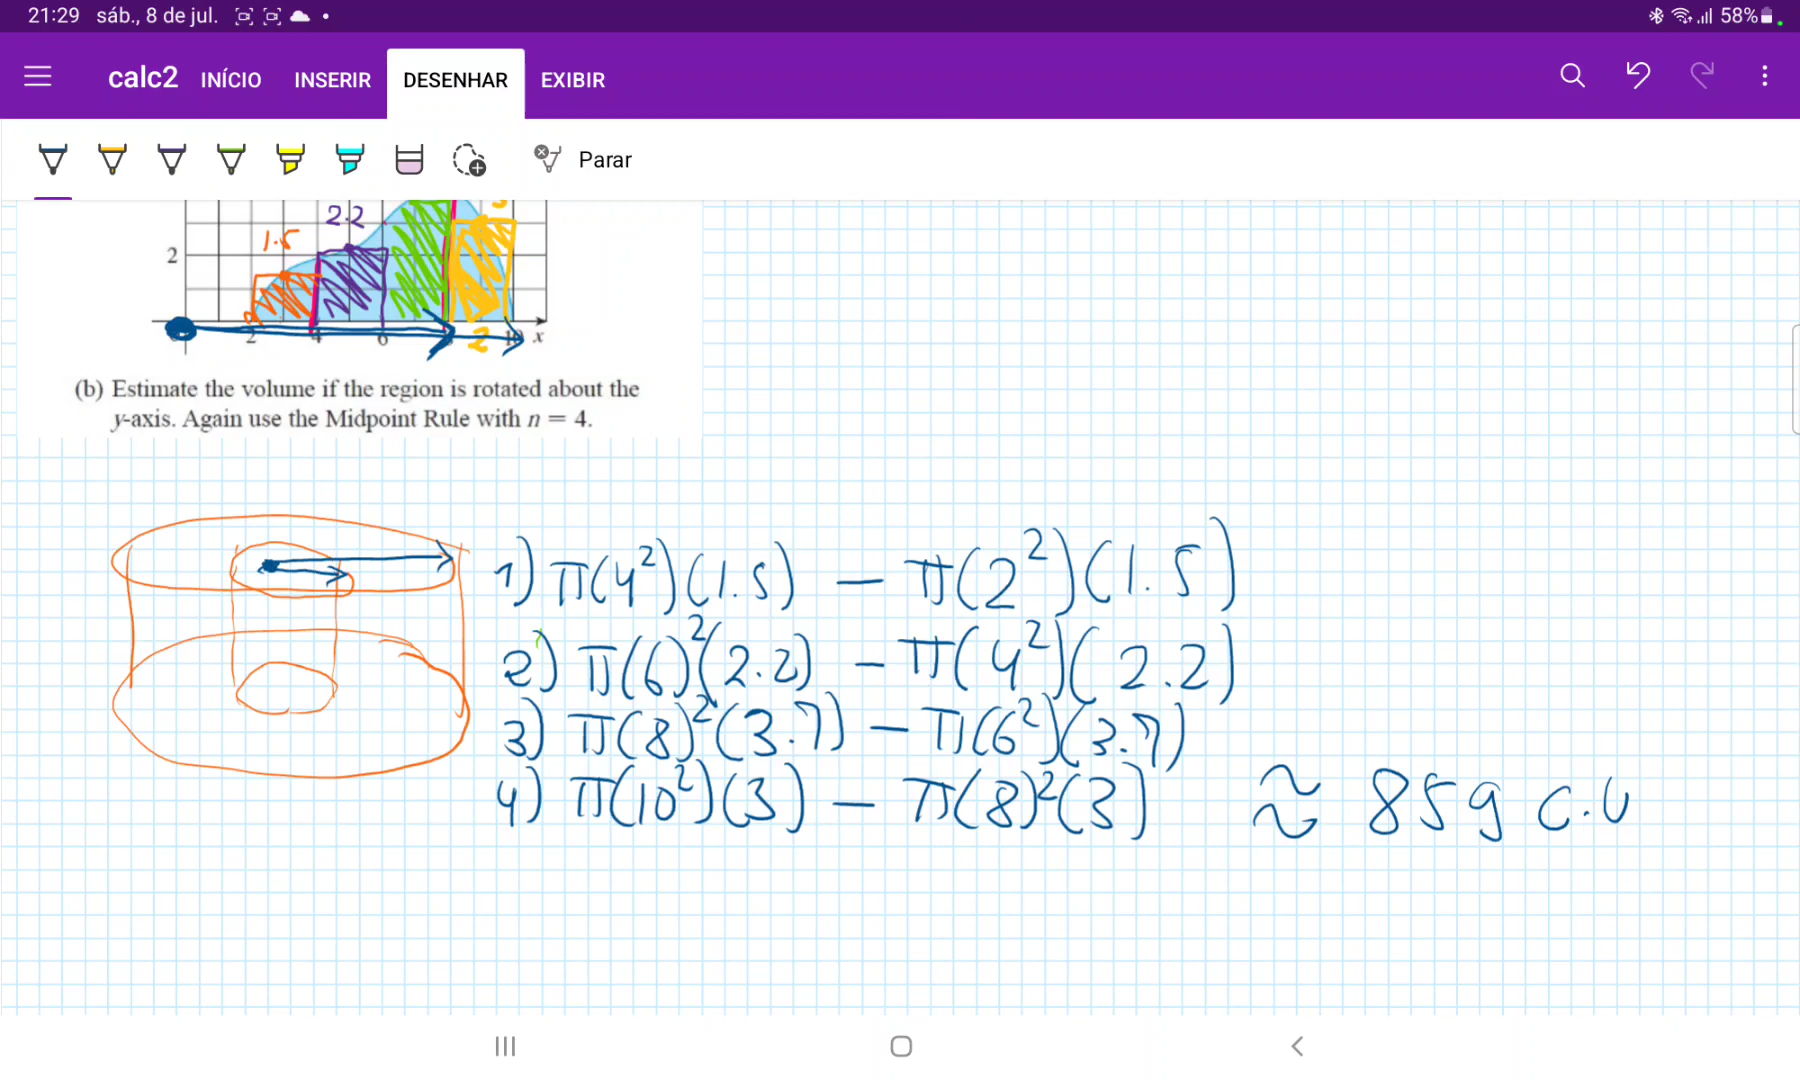 21:29 sáb., 8 de jul. 58%
calc2 INÍCIO INSERIR DESENHAR EXIBIR
Parar
2.2
1.5
2
2 4 6 2 10 x
(b) Estimate the volume if the region is rotated about the
y-axis. Again use the Midpoint Rule with n = 4.
1) π(4²)(1.5) − π(2²)(1.5)
2) π(6)²(2.2) − π(4²)(2.2)
3) π(8)²(3.7) − π(6²)(3.7)
4) π(10²)(3) − π(8)²(3) ≈ 859 c.u